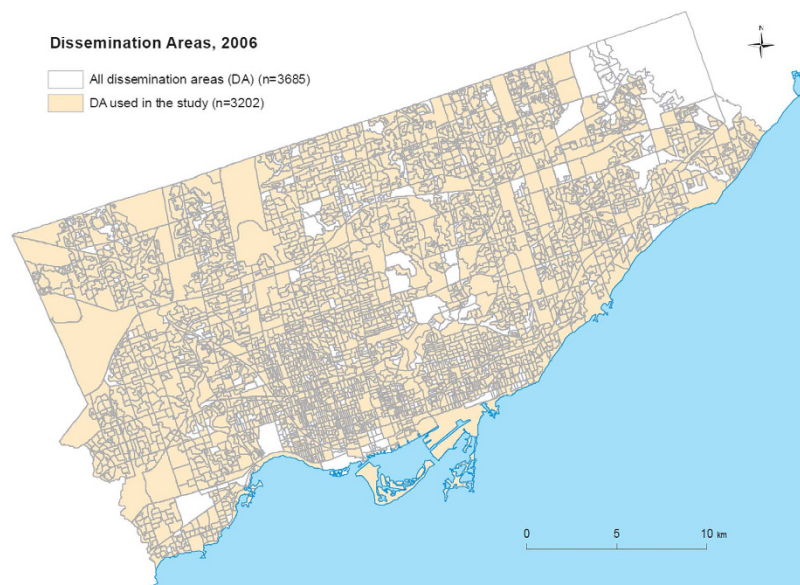 Dissemination Areas, 2006
N
All dissemination areas (DA) (n=3685)
DA used in the study (n=3202)
0 5 10 km